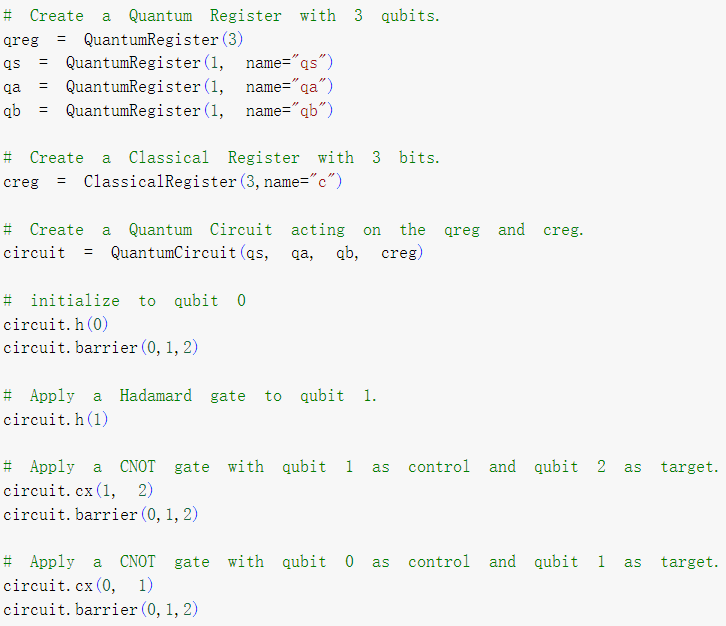 # Create a Quantum Register with 3 qubits.
qreg = QuantumRegister(3)
qs = QuantumRegister(1, name="qs")
qa = QuantumRegister(1, name="qa")
qb = QuantumRegister(1, name="qb")
# Create a Classical Register with 3 bits.
creg = ClassicalRegister(3,name="c")
# Create a Quantum Circuit acting on the qreg and creg.
circuit = QuantumCircuit(qs, qa, qb, creg)
# initialize to qubit 0
circuit.h(0)
circuit.barrier(0,1,2)
# Apply a Hadamard gate to qubit 1.
circuit.h(1)
# Apply a CNOT gate with qubit 1 as control and qubit 2 as target.
circuit.cx(1, 2)
circuit.barrier(0,1,2)
# Apply a CNOT gate with qubit 0 as control and qubit 1 as target.
circuit.cx(0, 1)
circuit.barrier(0,1,2)